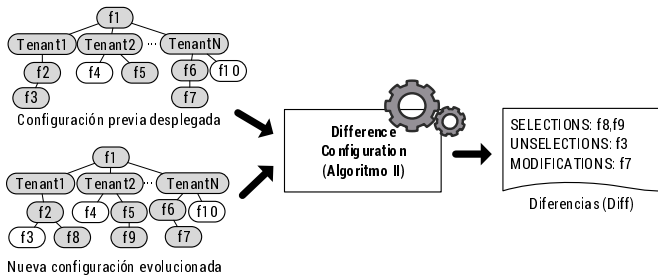 f1
Tenant1 Tenant2 ... TenantN
f2 f4 f5 f6 f10
f3 f7
Configuración previa desplegada
f1
Tenant1 Tenant2 ... TenantN
f2 f4 f5 f6 f10
f3 f8 f9 f7
Nueva configuración evolucionada
Difference
Configuration
(Algoritmo II)
SELECTIONS: f8,f9
UNSELECTIONS: f3
MODIFICATIONS: f7
Diferencias (Diff)